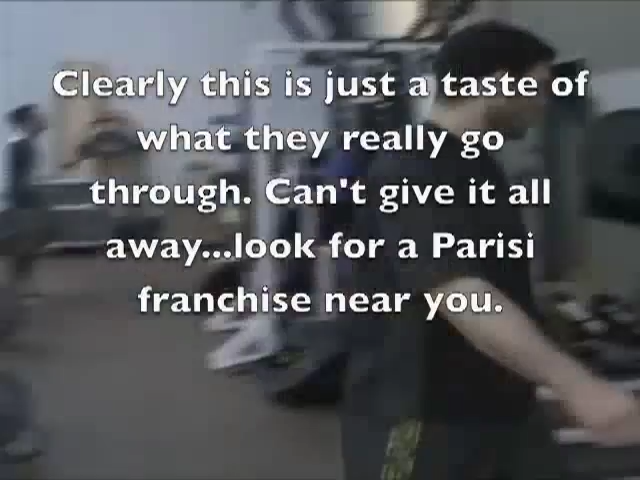 Clearly this is just a taste of
what they really go
through. Can't give it all
away...look for a Parisi
franchise near you.